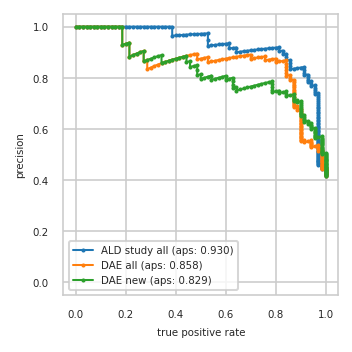 1.0
0.8
0.6
0.4
0.2
0.0
precision
ALD study all (aps: 0.930)
DAE all (aps: 0.858)
DAE new (aps: 0.829)
0.0 0.2 0.4 0.6 0.8 1.0
true positive rate